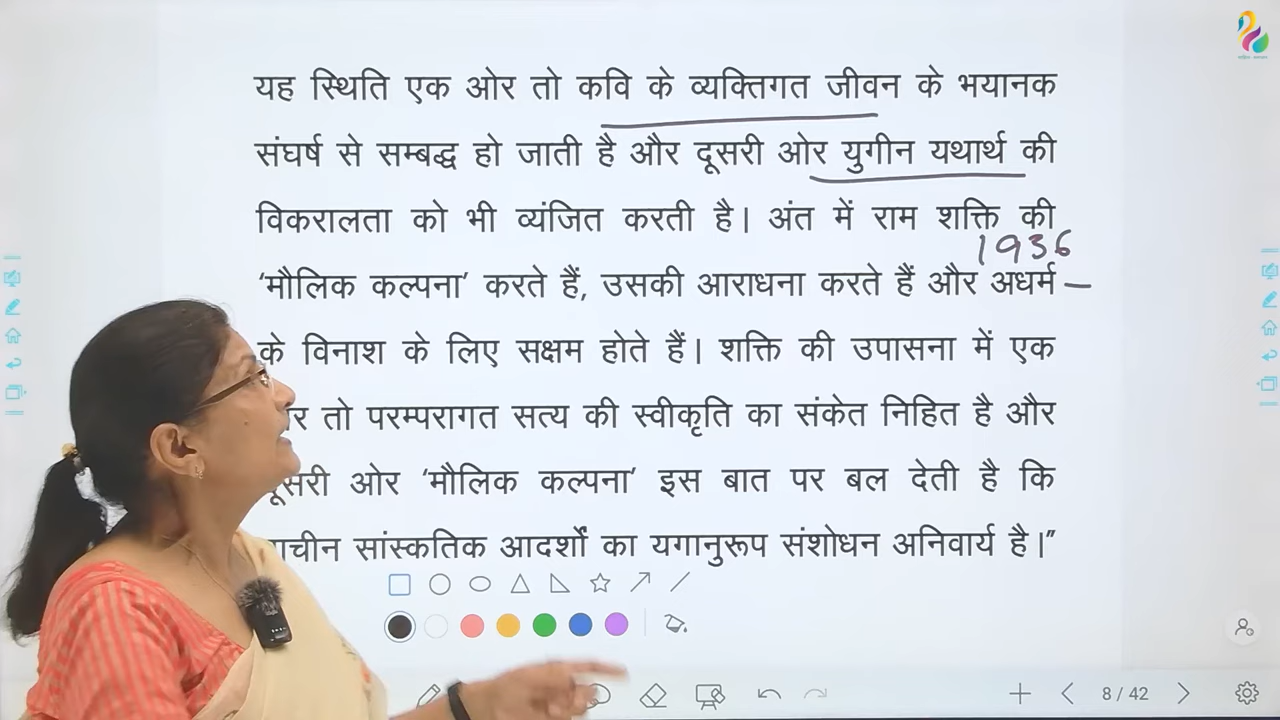 यह स्थिति एक ओर तो कवि के व्यक्तिगत जीवन के भयानक
संघर्ष से सम्बद्ध हो जाती है और दूसरी ओर युगीन यथार्थ की
विकरालता को भी व्यंजित करती है। अंत में राम शक्ति की
1936
'मौलिक कल्पना' करते हैं, उसकी आराधना करते हैं और अधर्म —
के विनाश के लिए सक्षम होते हैं। शक्ति की उपासना में एक
तो परम्परागत सत्य की स्वीकृति का संकेत निहित है और
ओर 'मौलिक कल्पना' इस बात पर बल देती है कि
सांस्कतिक आदर्शों का यगानुरूप संशोधन अनिवार्य है।"
8 / 42